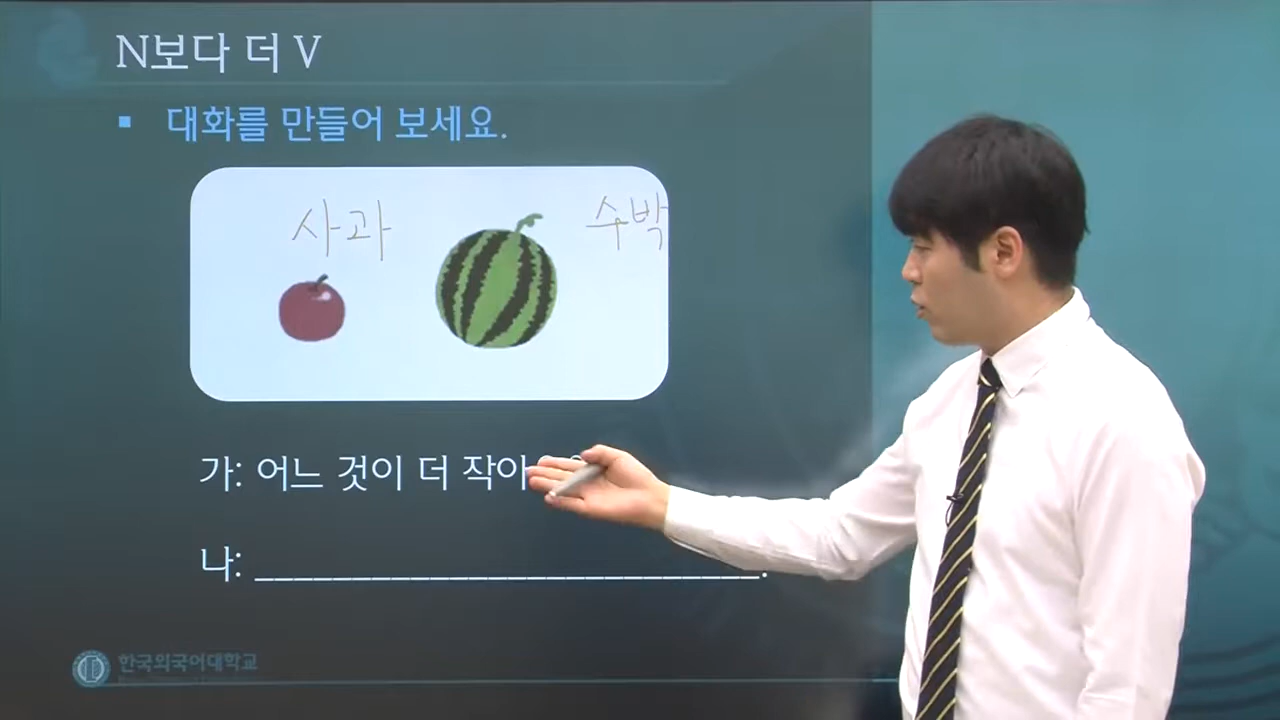 N보다 더 V
▪ 대화를 만들어 보세요.
사과 수박
가: 어느 것이 더 작아
나: ______________________________.
한국외국어대학교